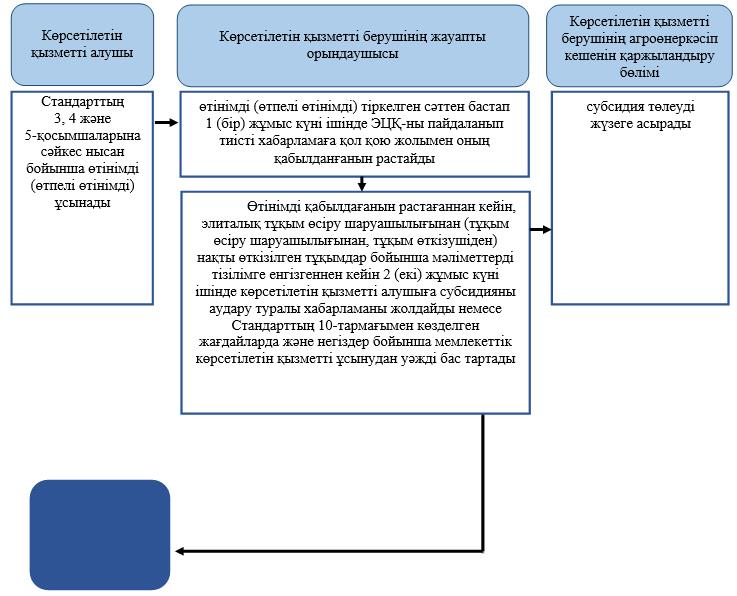 Көрсетілетін
қызметті алушы
Көрсетілетін қызметті берушінің жауапты
орындаушысы
Көрсетілетін қызметті
берушінің агроөнеркәсіп
кешенін қаржыландыру
бөлімі
Стандарттың
3, 4 және
5-қосымшаларына
сәйкес нысан
бойынша өтінімді
(өтпелі өтінімді)
ұсынады
өтінімді (өтпелі өтінімді) тіркелген сәттен бастап
1 (бір) жұмыс күні ішінде ЭЦҚ-ны пайдаланып
тиісті хабарламаға қол қою жолымен оның
қабылданғанын растайды
Өтінімді қабылдағанын растағаннан кейін,
элиталық тұқым өсіру шаруашылығынан (тұқым
өсіру шаруашылығынан, тұқым өткізушіден)
нақты өткізілген тұқымдар бойынша мәліметтерді
тізілімге енгізгеннен кейін 2 (екі) жұмыс күні
ішінде көрсетілетін қызметті алушыға субсидияны
аудару туралы хабарламаны жолдайды немесе
Стандарттың 10-тармағымен көзделген
жағдайларда және негіздер бойынша мемлекеттік
көрсетілетін қызметті ұсынудан уәжді бас тартады
субсидия төлеуді
жүзеге асырады